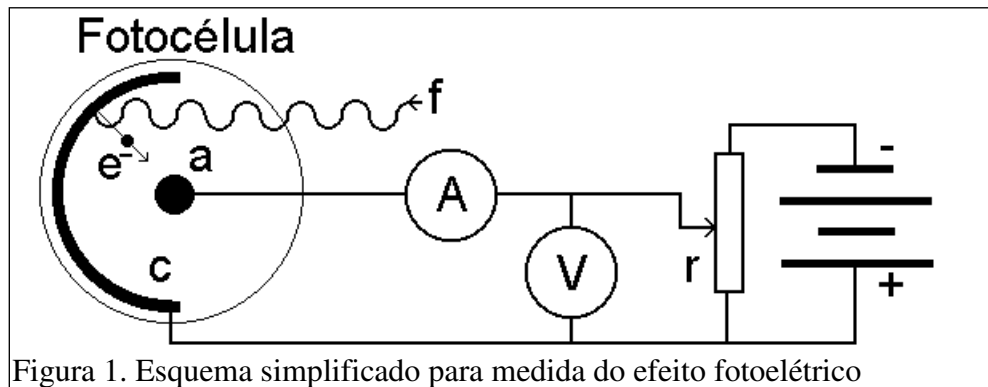 Fotocélula
f
e-
a
A
-
c
V
r
+
Figura 1. Esquema simplificado para medida do efeito fotoelétrico